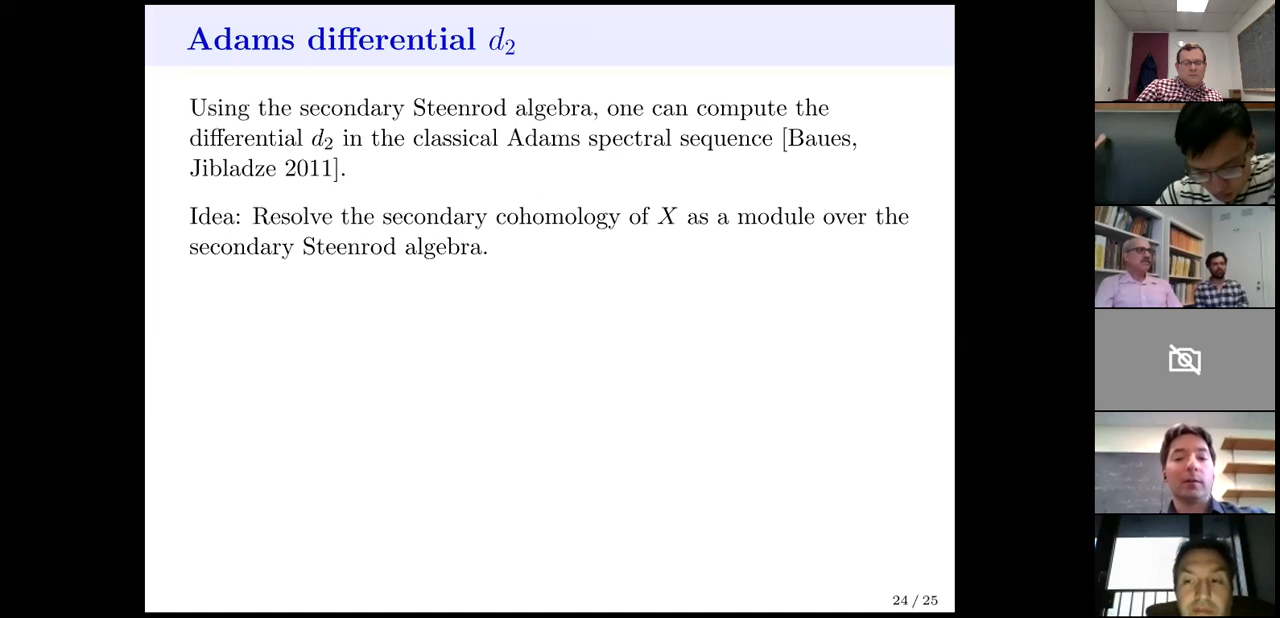 Adams differential d₂
Using the secondary Steenrod algebra, one can compute the
differential d₂ in the classical Adams spectral sequence [Baues,
Jibladze 2011].
Idea: Resolve the secondary cohomology of X as a module over the
secondary Steenrod algebra.
24 / 25